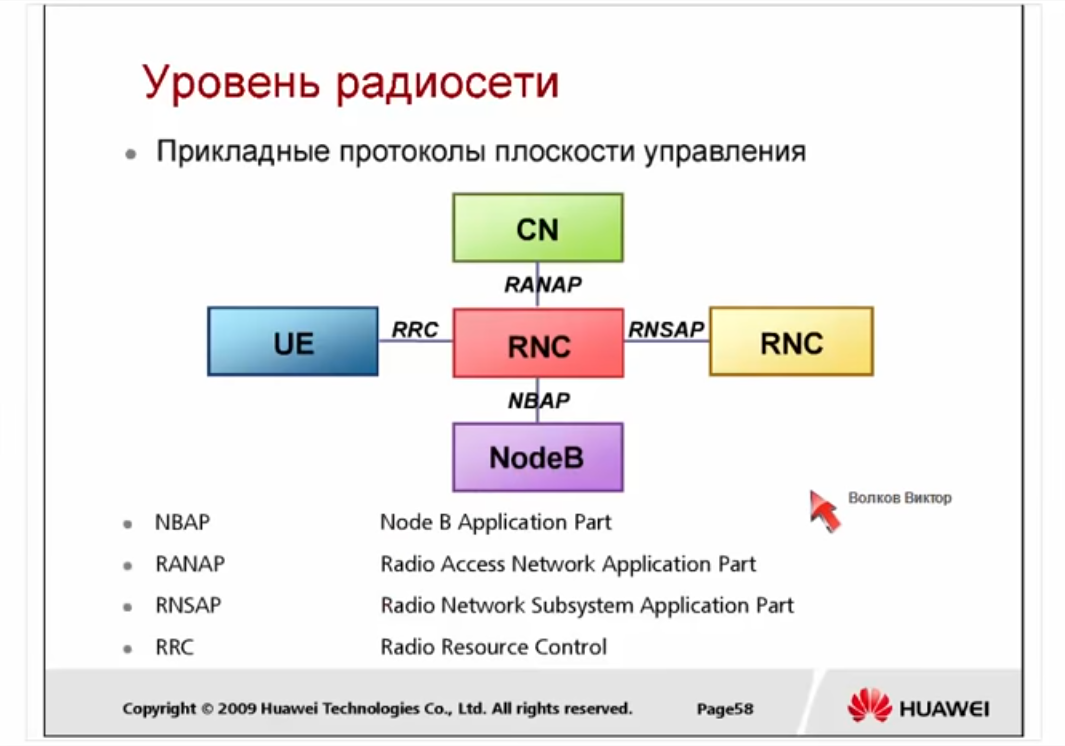 Уровень радиосети
Прикладные протоколы плоскости управления
CN
RANAP
UE
RRC
RNC
RNSAP
RNC
NBAP
NodeB
Волков Виктор
NBAP Node B Application Part
RANAP Radio Access Network Application Part
RNSAP Radio Network Subsystem Application Part
RRC Radio Resource Control
Copyright © 2009 Huawei Technologies Co., Ltd. All rights reserved. Page58 HUAWEI